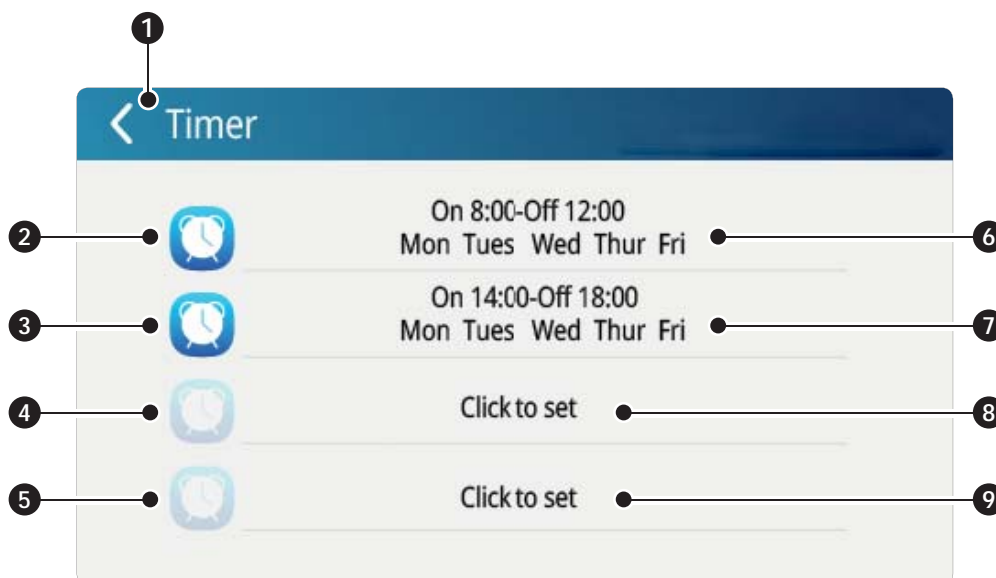 1
Timer
On 8:00-Off 12:00
2
Mon Tues Wed Thur Fri
6
On 14:00-Off 18:00
3
Mon Tues Wed Thur Fri
7
4
Click to set
8
5
Click to set
9